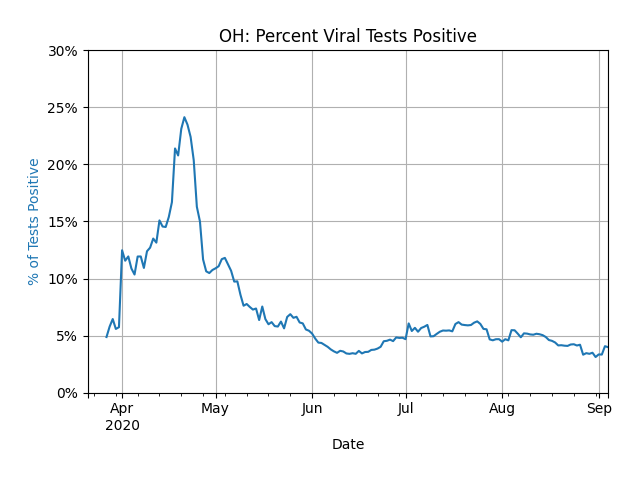 OH: Percent Viral Tests Positive
30%
25%
20%
15%
10%
5%
0%
% of Tests Positive
Apr May Jun Jul Aug Sep
2020
Date